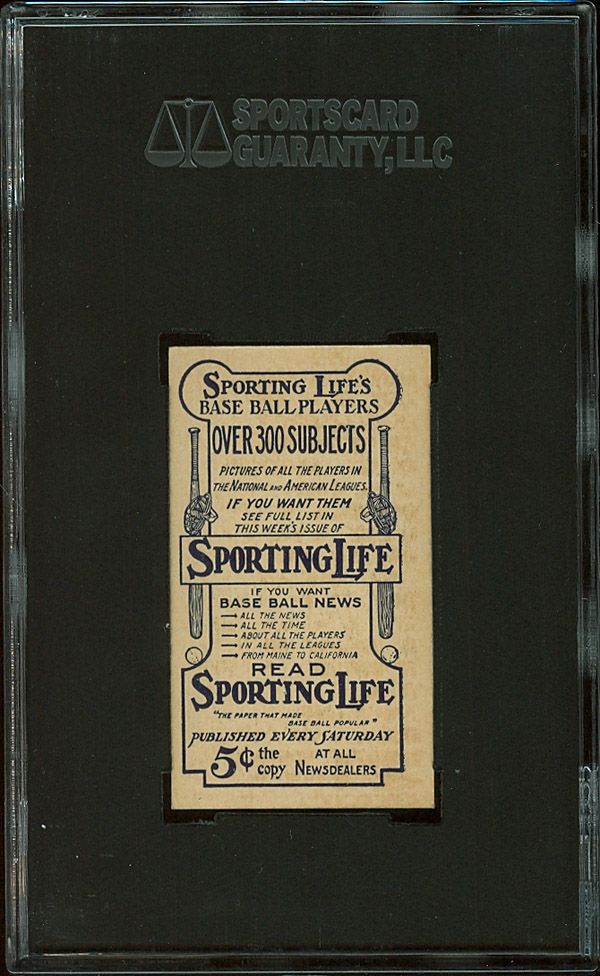 SPORTSCARD
GUARANTY, LLC
SPORTING LIFE'S
BASE BALL PLAYERS
OVER 300 SUBJECTS
PICTURES OF ALL THE PLAYERS IN
THE NATIONAL AND AMERICAN LEAGUES.
IF YOU WANT THEM
SEE FULL LIST IN
THIS WEEK'S ISSUE OF
SPORTING LIFE
IF YOU WANT
BASE BALL NEWS
ALL THE NEWS
ALL THE TIME
ABOUT ALL THE PLAYERS
IN ALL THE LEAGUES
FROM MAINE TO CALIFORNIA
READ
SPORTING LIFE
"THE PAPER THAT MADE
BASE BALL POPULAR"
PUBLISHED EVERY SATURDAY
5¢ the copy AT ALL NEWSDEALERS